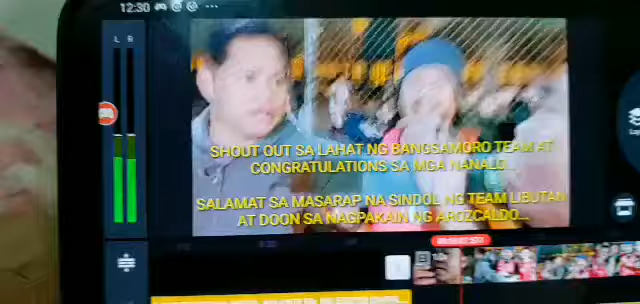 12:30
L R
SHOUT OUT SA LAHAT NG BANGSAMORO TEAM AT
CONGRATULATIONS SA MGA NANALO...
SALAMAT SA MASARAP NA SINDOL NG TEAM LIBUTAN
AT DOON SA NAGPAKAIN NG AROZCALDO...